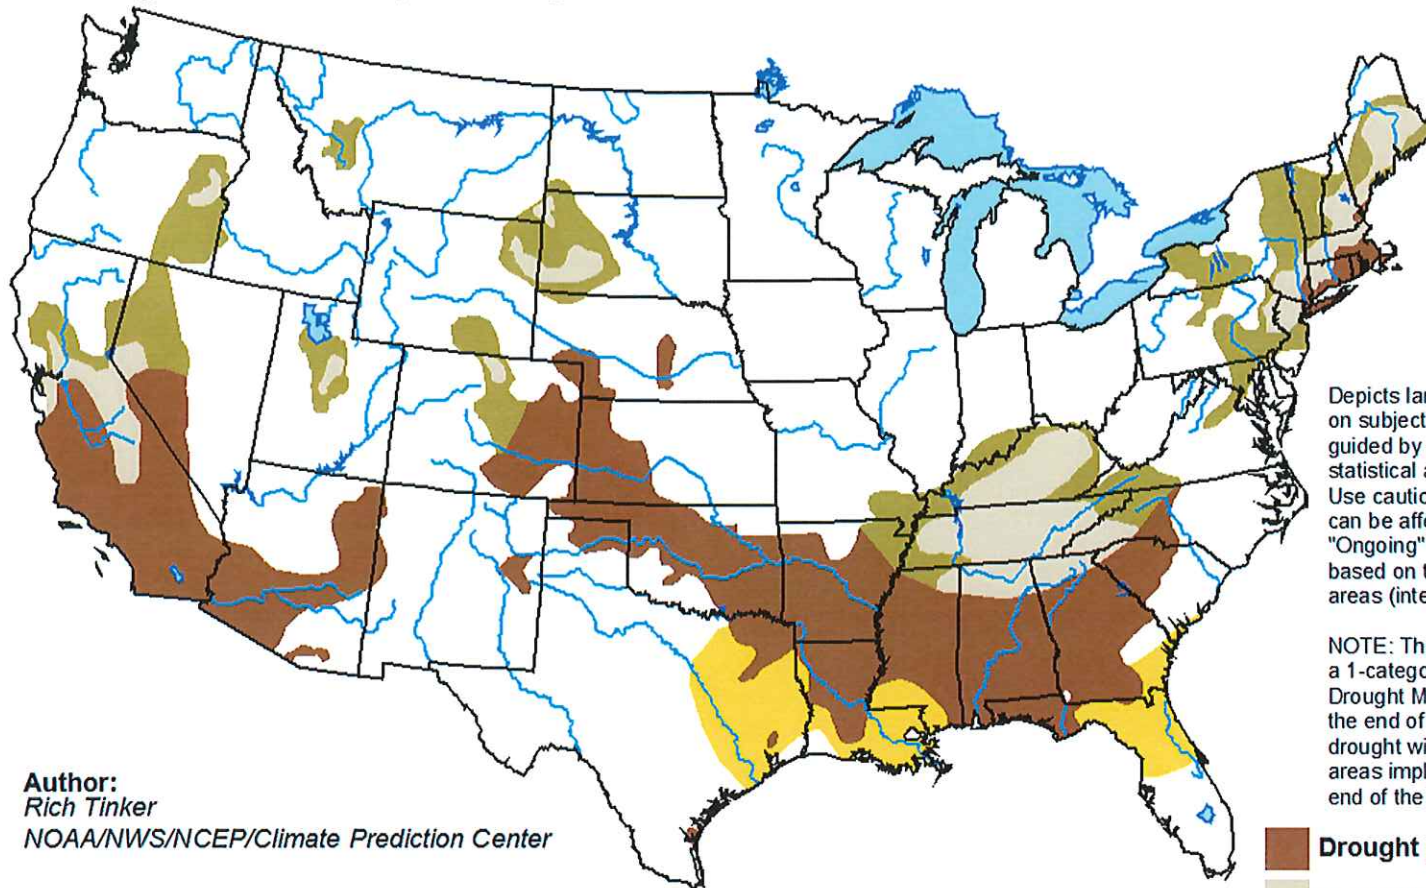 Depicts lar
on subject
guided by
statistical a
Use cautio
can be affe
"Ongoing"
based on t
areas (inte
NOTE: Th
a 1-catego
Drought M
the end of
drought wi
areas impl
end of the
Author:
Rich Tinker
NOAA/NWS/NCEP/Climate Prediction Center
Drought